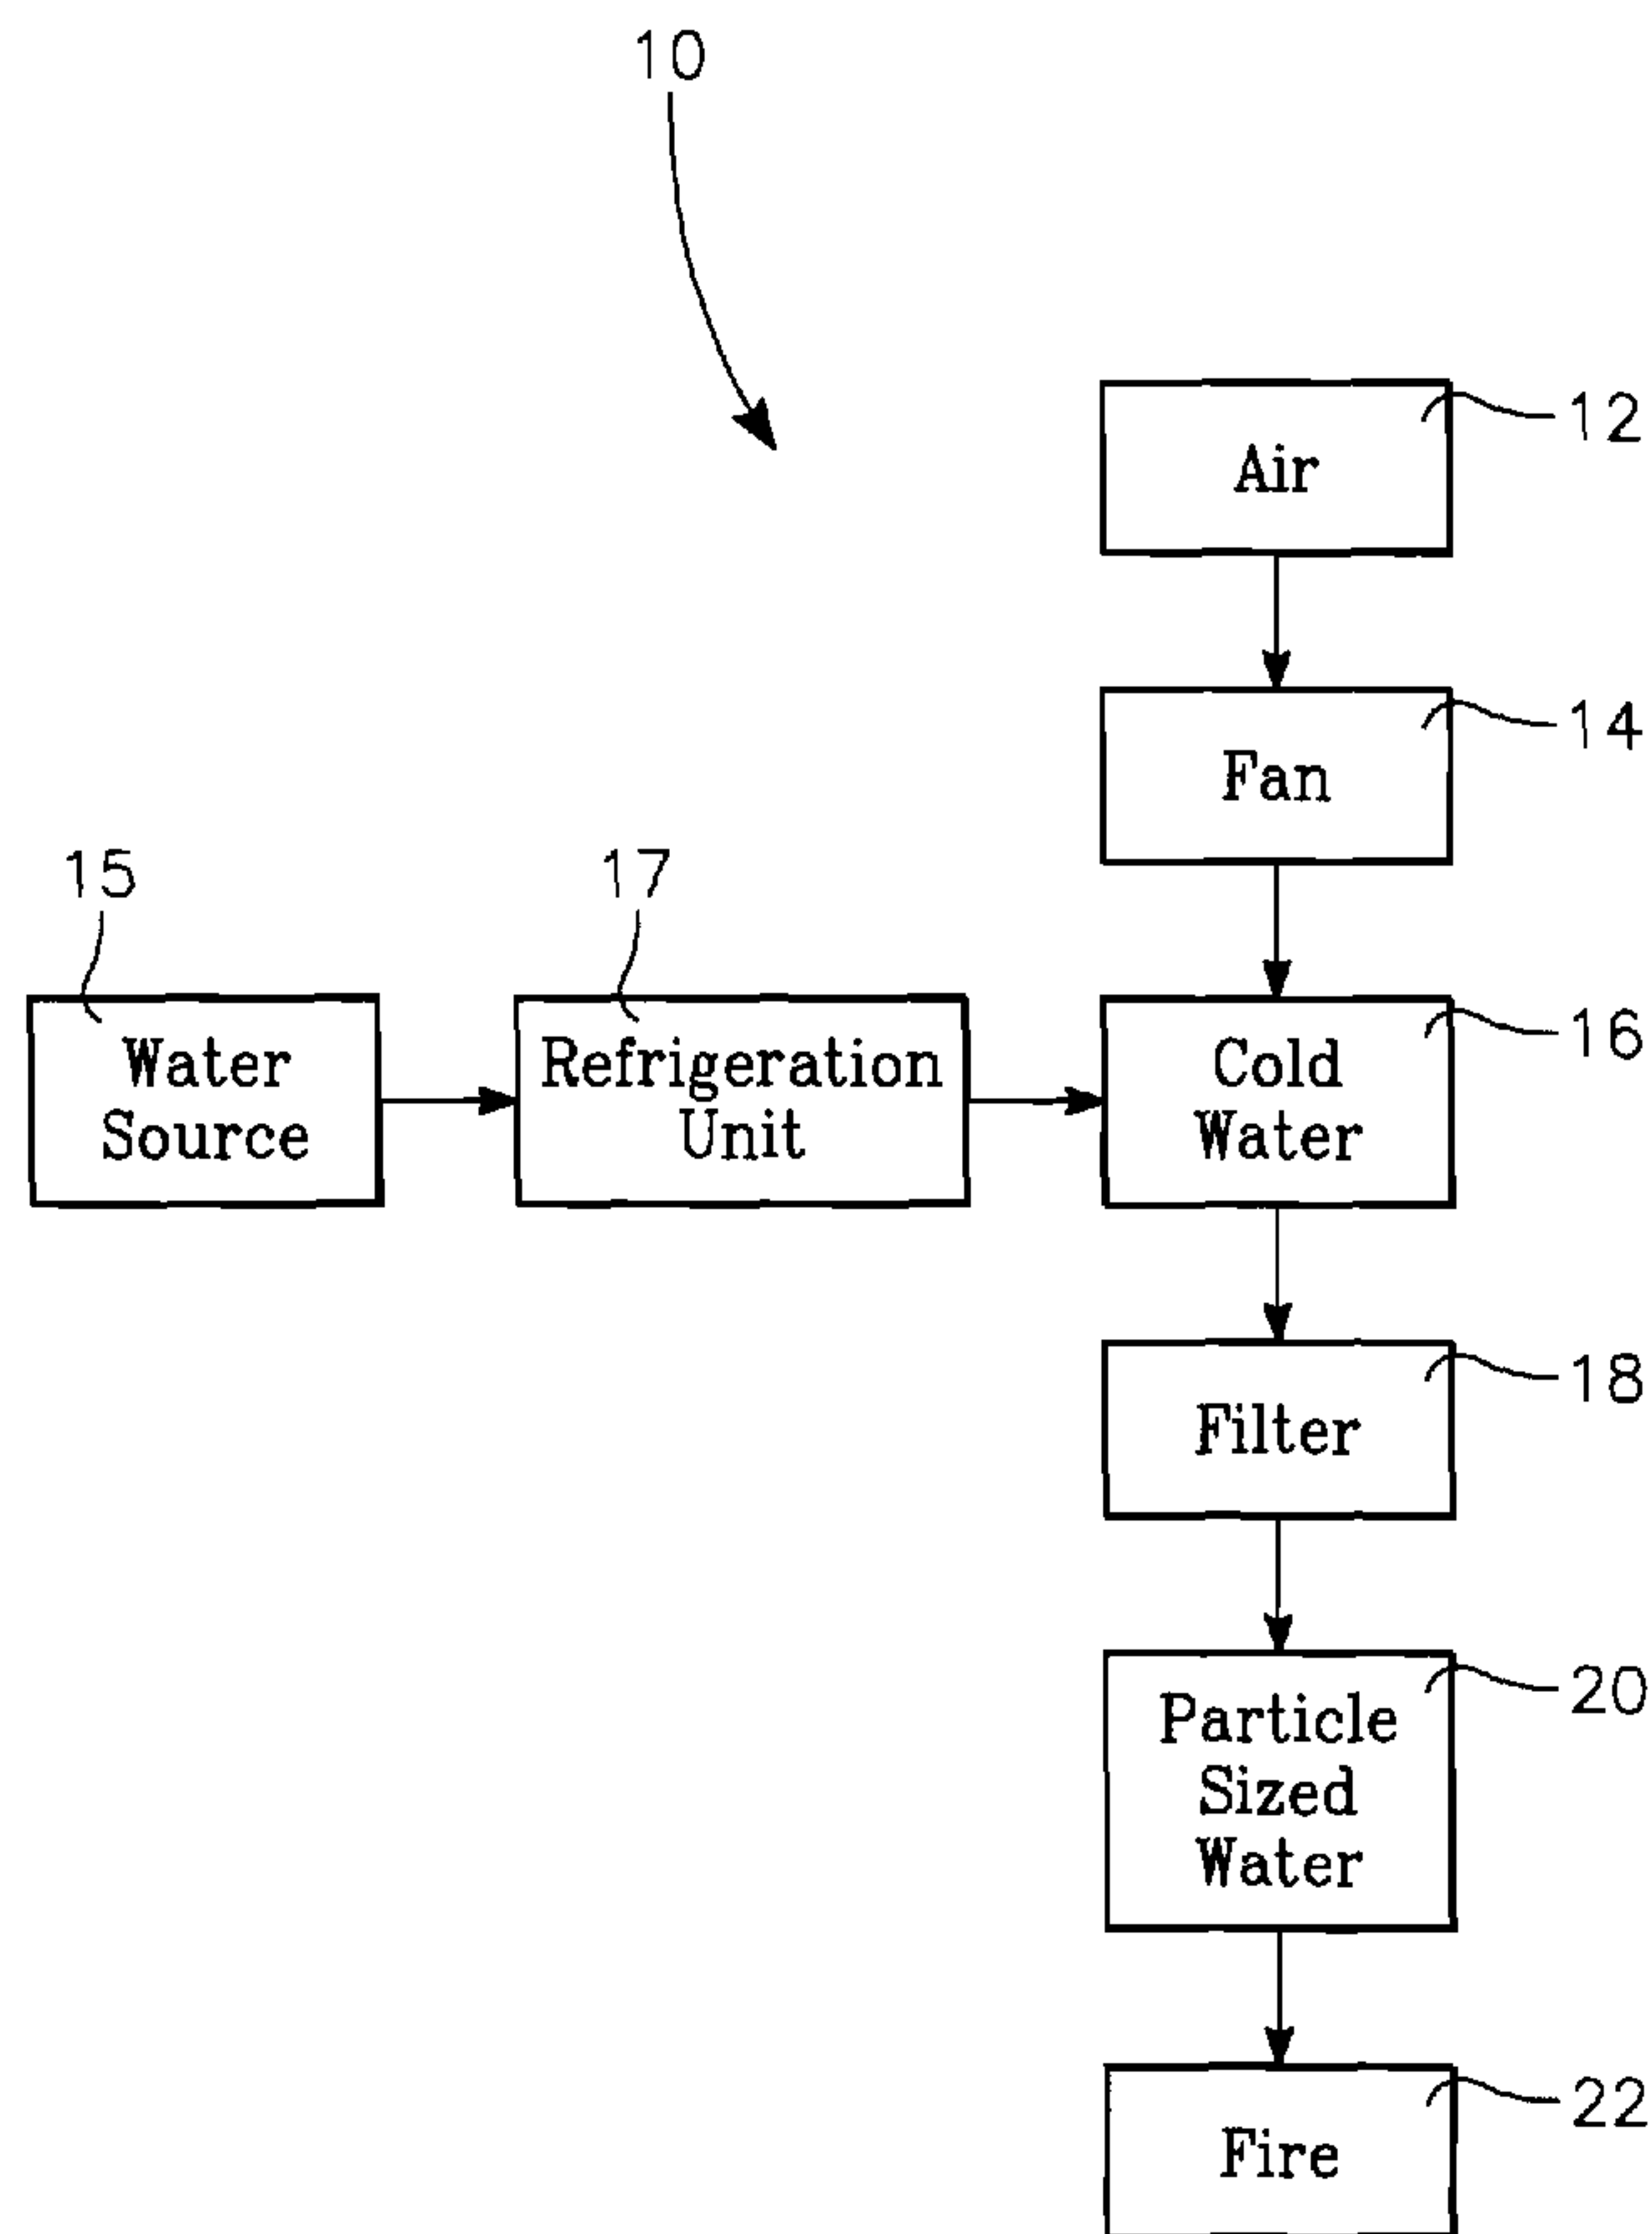 10
12
Air
14
Fan
15
17
16
Water
Source
Refrigeration
Unit
Cold
Water
18
Filter
20
Particle
Sized
Water
22
Fire